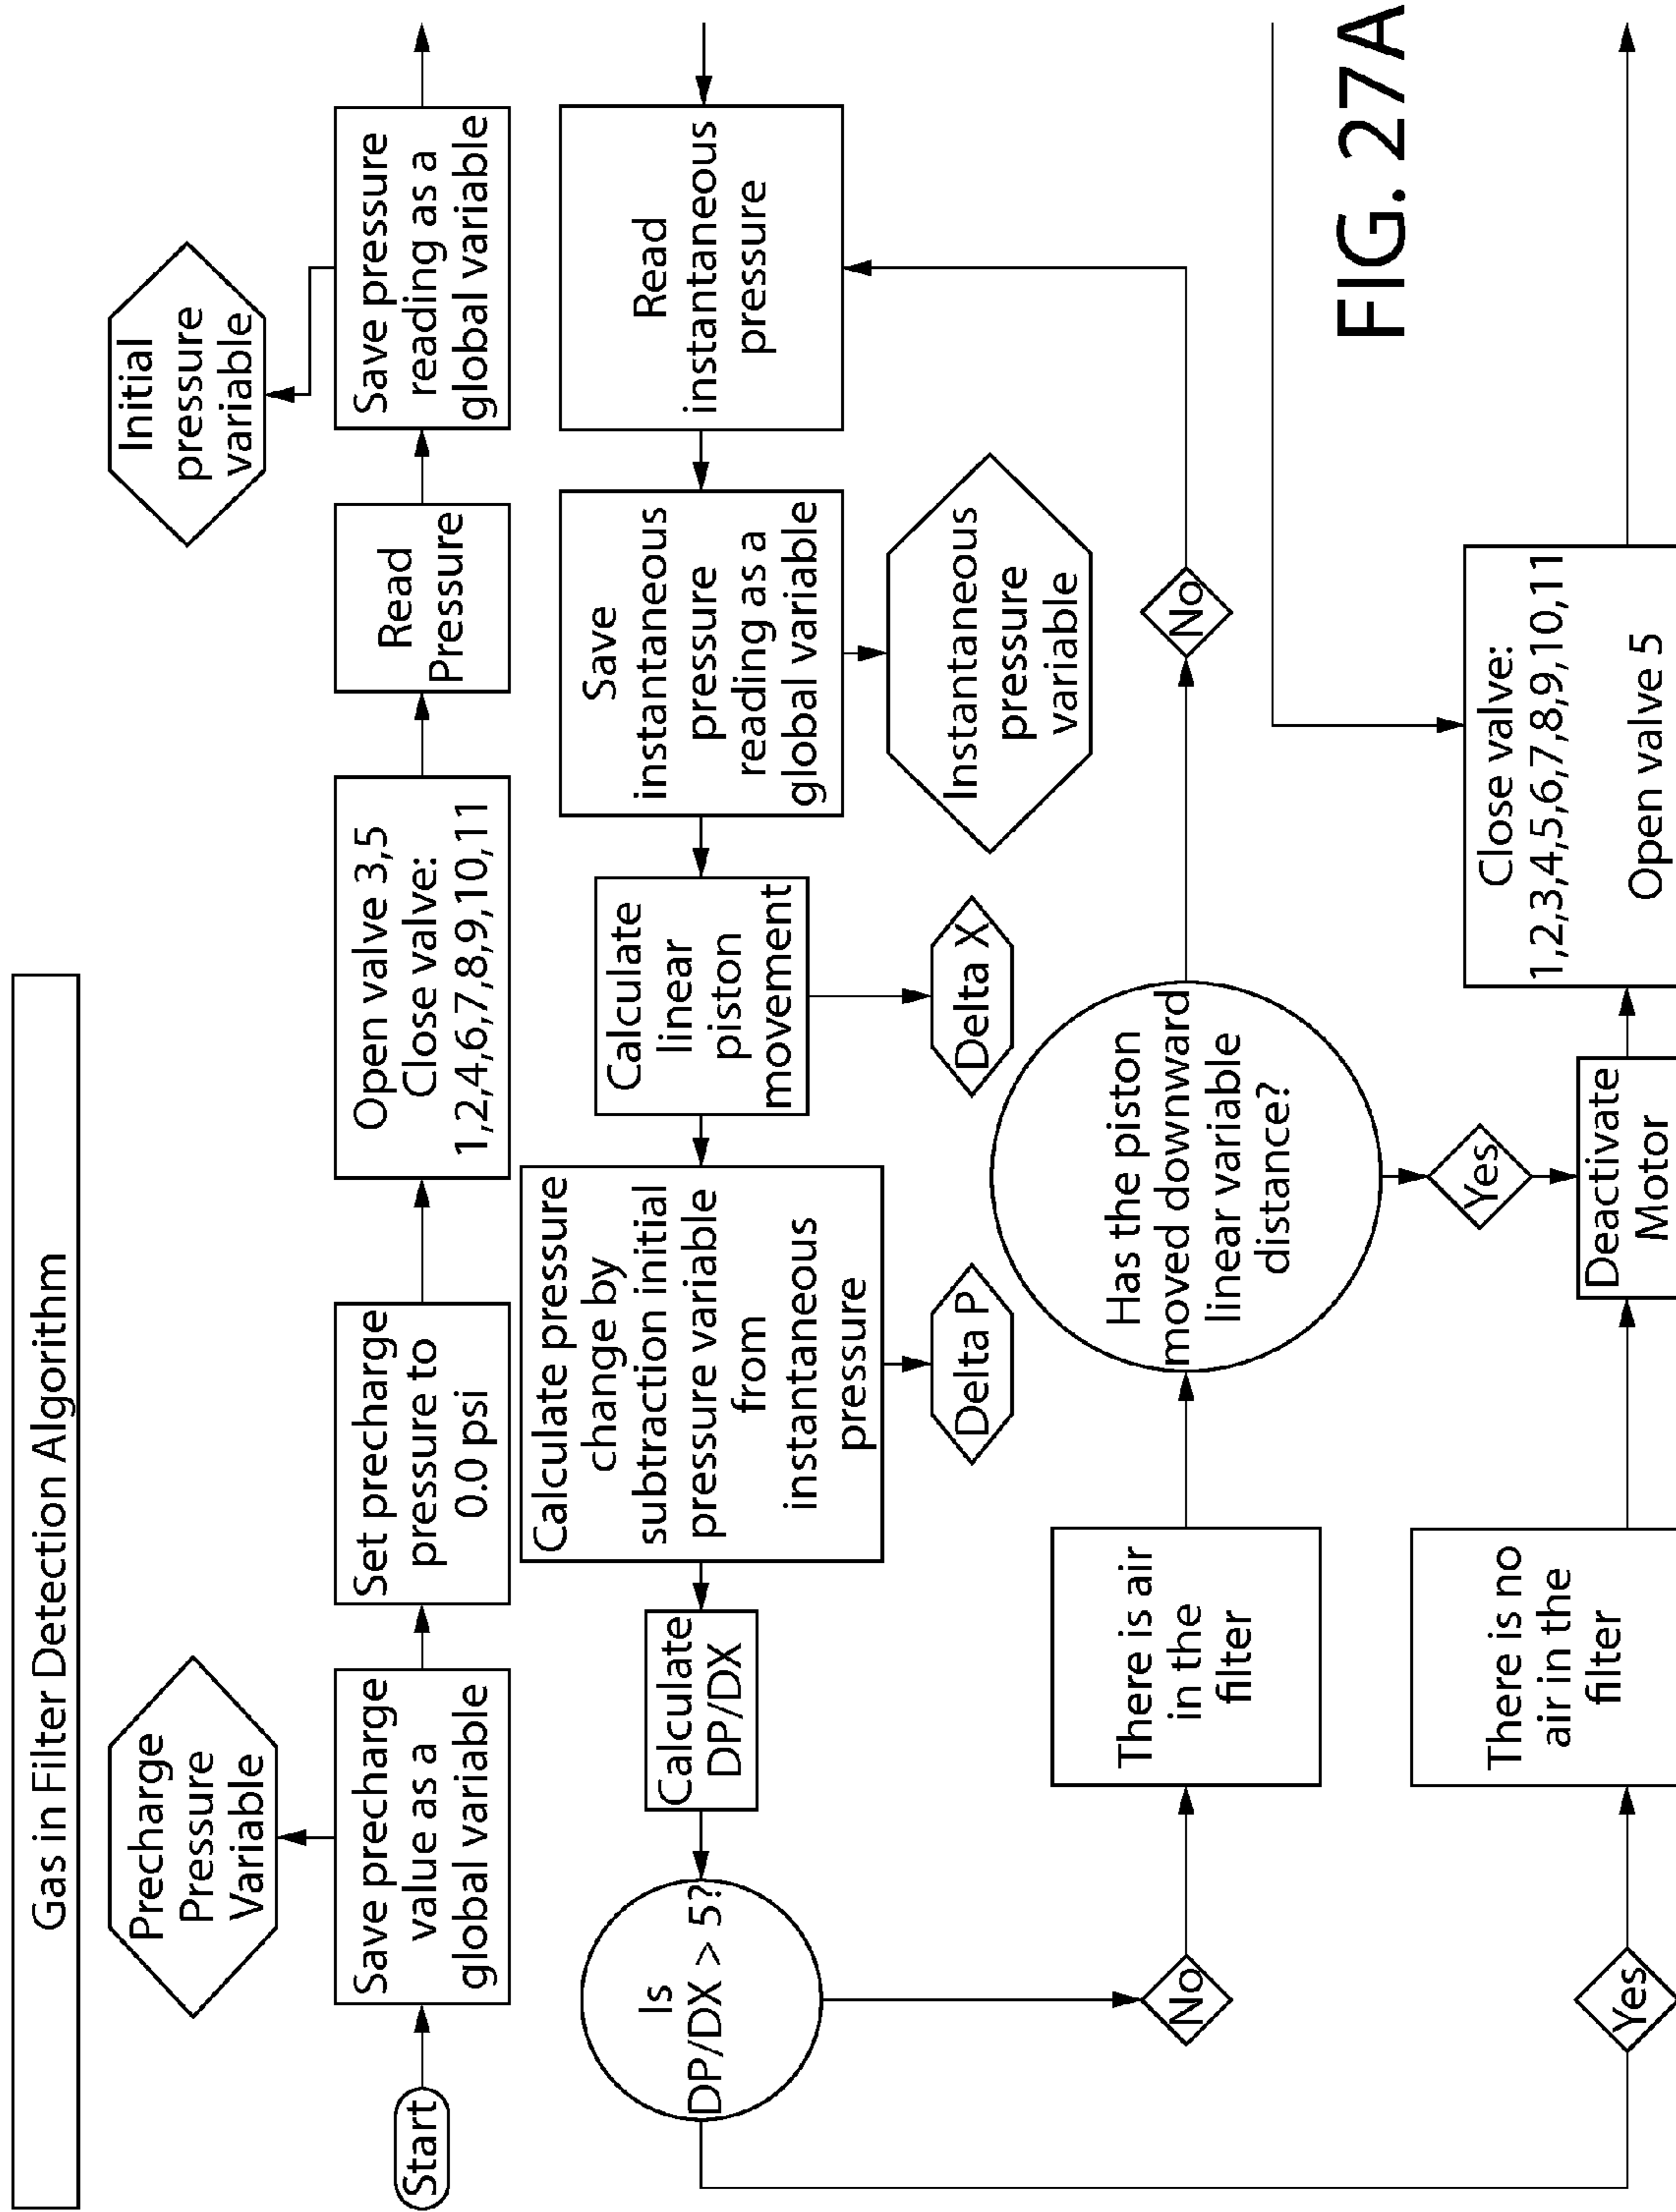 Gas in Filter Detection Algorithm
Precharge
Pressure
Variable
Initial
pressure
variable
Start
Save precharge
value as a
global variable
Set precharge
pressure to
0.0 psi
Open valve 3,5
Close valve:
1,2,4,6,7,8,9,10,11
Read
Pressure
Save pressure
reading as a
global variable
Is
DP/DX > 5?
Calculate
DP/DX
Calculate pressure
change by
subtraction initial
pressure variable
from
instantaneous
pressure
Calculate
linear
piston
movement
Save
instantaneous
pressure
reading as a
global variable
Read
instantaneous
pressure
Delta P
Delta X
Instantaneous
pressure
variable
No
There is air
in the
filter
Has the piston
moved downward
linear variable
distance?
No
Yes
Yes
There is no
air in the
filter
Deactivate
Motor
Close valve:
1,2,3,4,5,6,7,8,9,10,11
Open valve 5
FIG. 27A